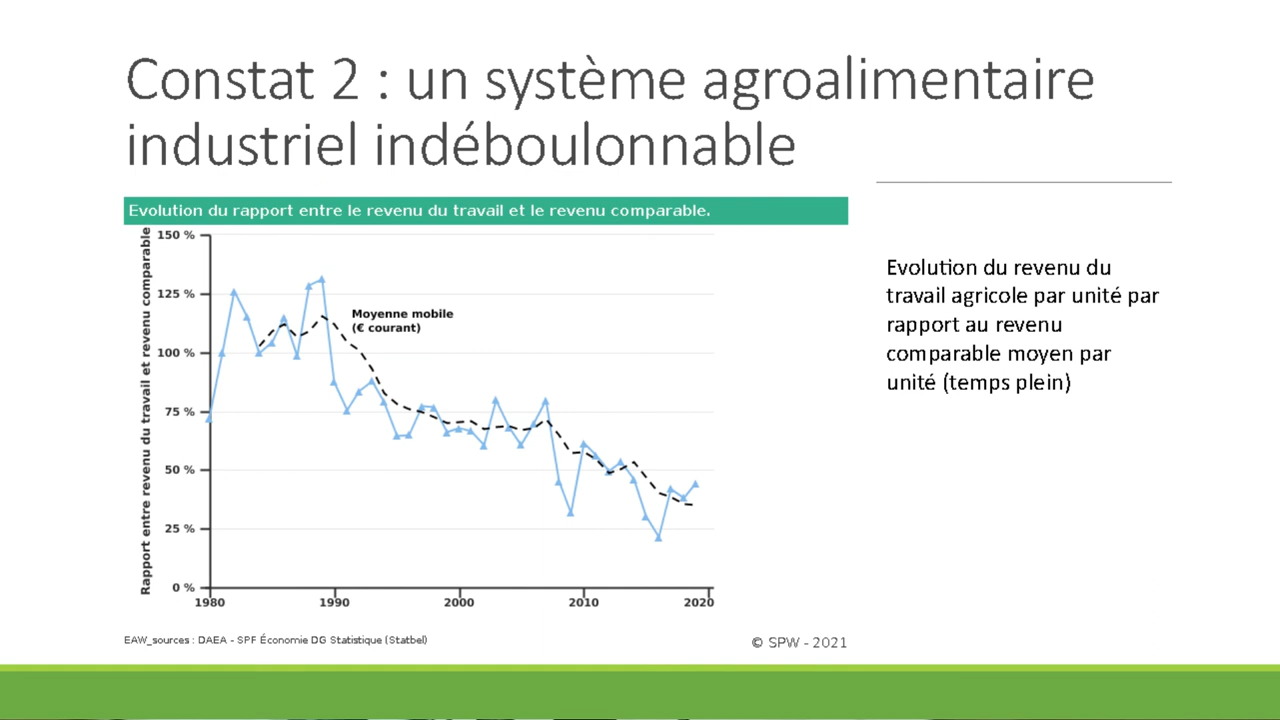 Constat 2 : un système agroalimentaire
industriel indéboulonnable
Evolution du rapport entre le revenu du travail et le revenu comparable.
Rapport entre revenu du travail et revenu comparable
150 %
125 %
100 %
75 %
50 %
25 %
0 %
Moyenne mobile
(€ courant)
1980
1990
2000
2010
2020
EAW_sources : DAEA - SPF Économie DG Statistique (Statbel)
© SPW - 2021
Evolution du revenu du
travail agricole par unité par
rapport au revenu
comparable moyen par
unité (temps plein)